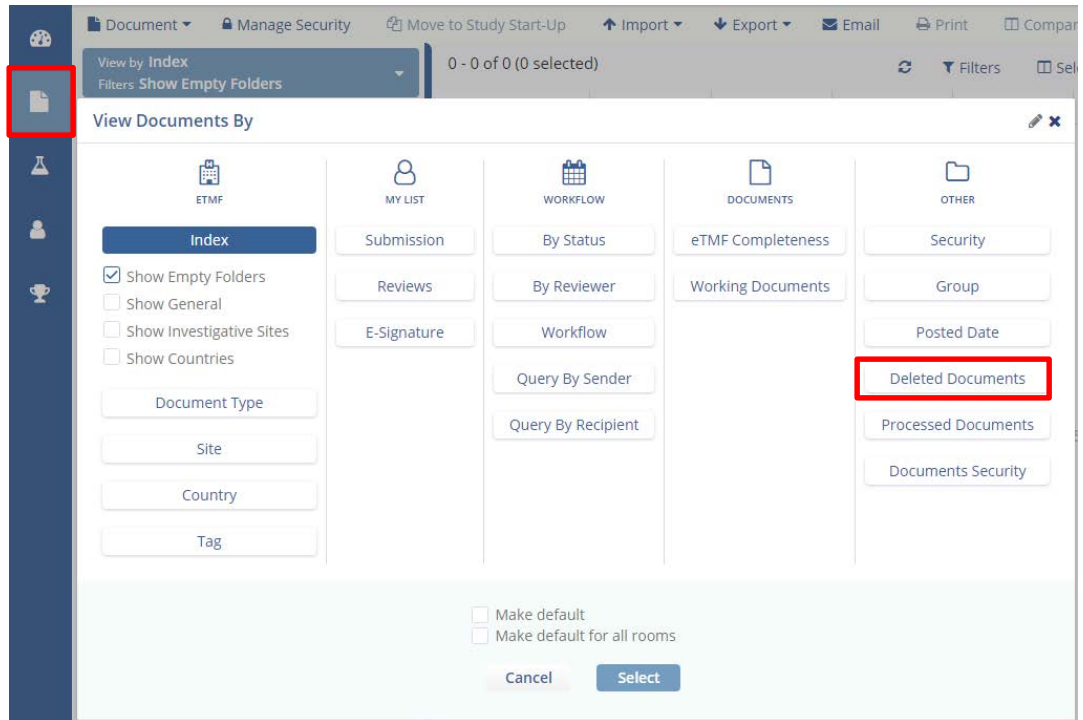 Document
Manage Security
Move to Study Start-Up
Import
Export
Email
Print
View by Index
Filters Show Empty Folders
0 - 0 of 0 (0 selected)
Filters
View Documents By
ETMF
MY LIST
WORKFLOW
DOCUMENTS
OTHER
Index
Show Empty Folders
Show General
Show Investigative Sites
Show Countries
Document Type
Site
Country
Tag
Submission
Reviews
E-Signature
By Status
By Reviewer
Workflow
Query By Sender
Query By Recipient
eTMF Completeness
Working Documents
Security
Group
Posted Date
Deleted Documents
Processed Documents
Documents Security
Make default
Make default for all rooms
Cancel
Select